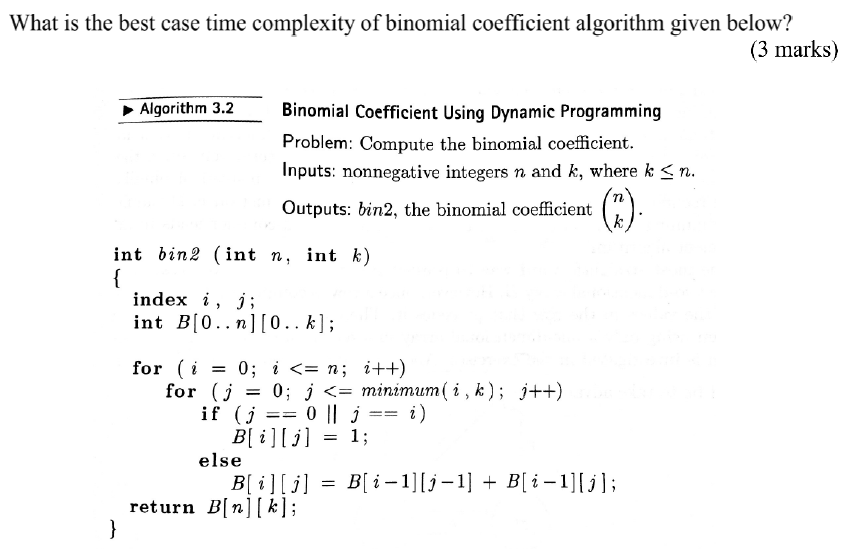 What is the best case time complexity of binomial coefficient algorithm given below?
(3 marks)
▶ Algorithm 3.2 Binomial Coefficient Using Dynamic Programming
Problem: Compute the binomial coefficient.
Inputs: nonnegative integers n and k, where k ≤ n.
Outputs: bin2, the binomial coefficient (n k).
int bin2 (int n, int k)
{
index i, j;
int B[0..n][0..k];
for (i = 0; i <= n; i++)
for (j = 0; j <= minimum(i,k); j++)
if (j == 0 || j == i)
B[i][j] = 1;
else
B[i][j] = B[i-1][j-1] + B[i-1][j];
return B[n][k];
}